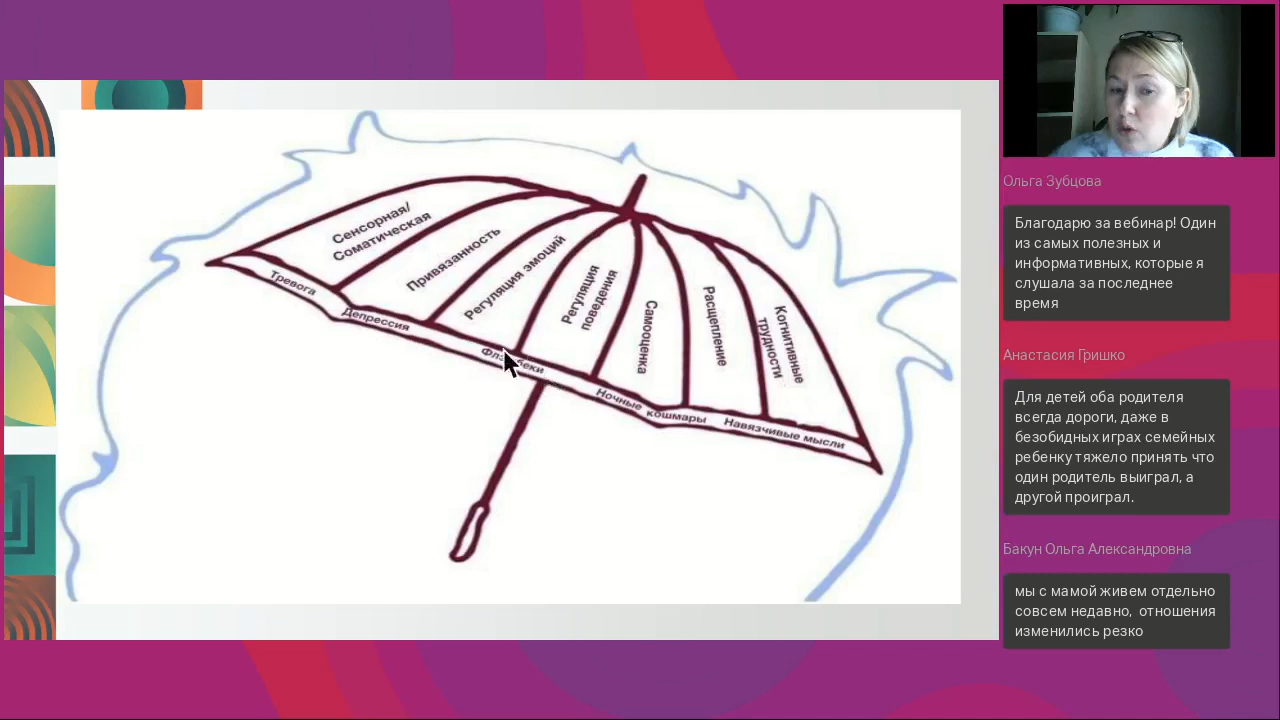 Сенсорная/
Соматическая
Привязанность
Регуляция эмоций
Регуляция
поведения
Самооценка
Расщепление
Когнитивные
трудности
Тревога
Депрессия
Ночные кошмары
Навязчивые мысли
Ольга Зубцова
Благодарю за вебинар! Один
из самых полезных и
информативных, которые я
слушала за последнее
время
Анастасия Гришко
Для детей оба родителя
всегда дороги, даже в
безобидных играх семейных
ребенку тяжело принять что
один родитель выиграл, а
другой проиграл.
Бакун Ольга Александровна
мы с мамой живем отдельно
совсем недавно, отношения
изменились резко